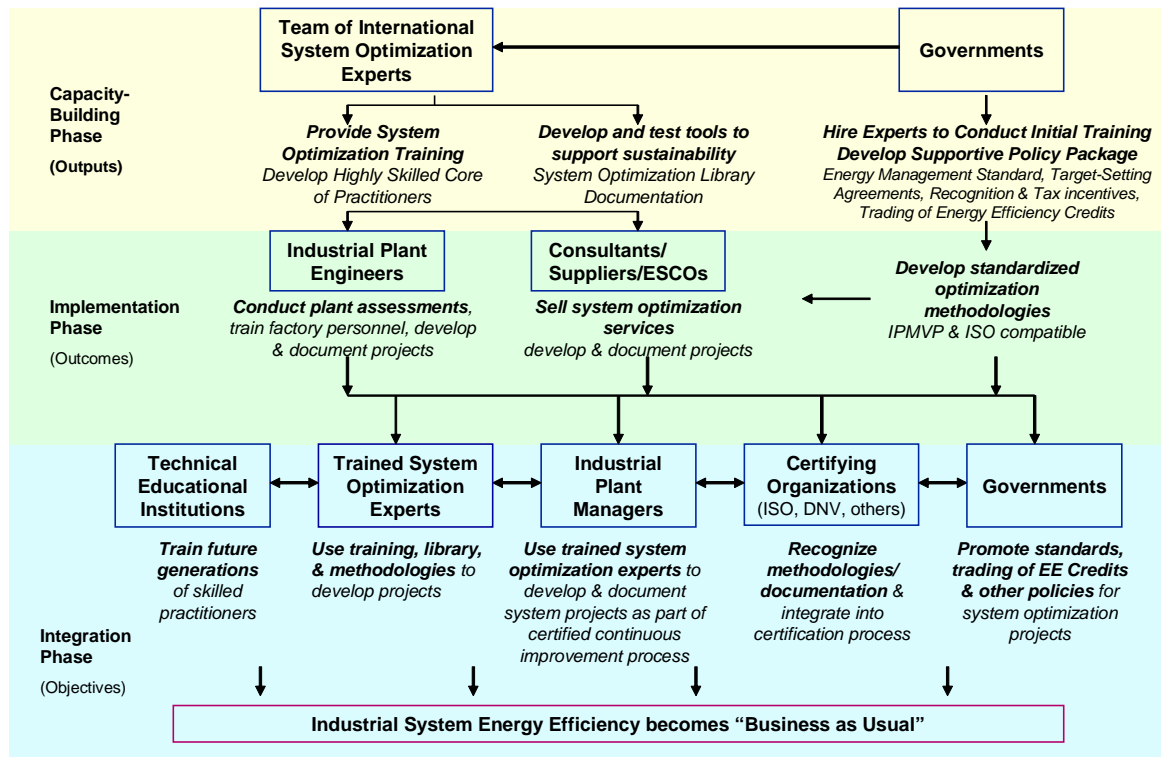 Team of International
System Optimization
Experts
Governments
Capacity-
Building
Phase
(Outputs)
Provide System
Optimization Training
Develop Highly Skilled Core
of Practitioners
Develop and test tools to
support sustainability
System Optimization Library
Documentation
Hire Experts to Conduct Initial Training
Develop Supportive Policy Package
Energy Management Standard, Target-Setting
Agreements, Recognition & Tax incentives,
Trading of Energy Efficiency Credits
Implementation
Phase
(Outcomes)
Industrial Plant
Engineers
Conduct plant assessments,
train factory personnel, develop
& document projects
Consultants/
Suppliers/ESCOs
Sell system optimization
services
develop & document projects
Develop standardized
optimization
methodologies
IPMVP & ISO compatible
Integration
Phase
(Objectives)
Technical
Educational
Institutions
Train future
generations
of skilled
practitioners
Trained System
Optimization
Experts
Use training, library,
& methodologies to
develop projects
Industrial
Plant
Managers
Use trained system
optimization experts to
develop & document
system projects as part of
certified continuous
improvement process
Certifying
Organizations
(ISO, DNV, others)
Recognize
methodologies/
documentation &
integrate into
certification process
Governments
Promote standards,
trading of EE Credits
& other policies for
system optimization
projects
Industrial System Energy Efficiency becomes “Business as Usual”